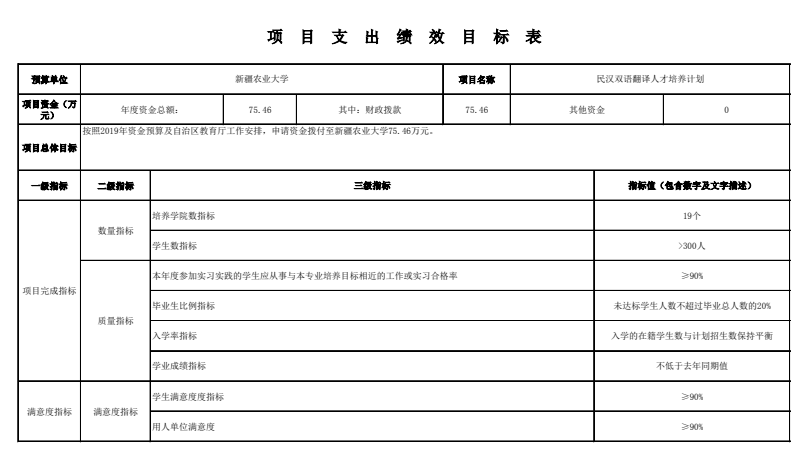 项目支出绩效目标表
预算单位 新疆农业大学 项目名称 民汉双语翻译人才培养计划
项目资金（万元） 年度资金总额： 75.46 其中：财政拨款 75.46 其他资金 0
项目总体目标 按照2019年资金预算及自治区教育厅工作安排，申请资金拨付至新疆农业大学75.46万元。
一级指标 二级指标 三级指标 指标值（包含数字及文字描述）
项目完成指标 数量指标 培养学院数指标 19个
学生数指标 >300人
质量指标 本年度参加实习实践的学生应从事与本专业培养目标相近的工作或实习合格率 ≥90%
毕业生比例指标 未达标学生人数不超过毕业总人数的20%
入学率指标 入学的在籍学生数与计划招生数保持平衡
学业成绩指标 不低于去年同期值
满意度指标 满意度指标 学生满意度度指标 ≥90%
用人单位满意度 ≥90%